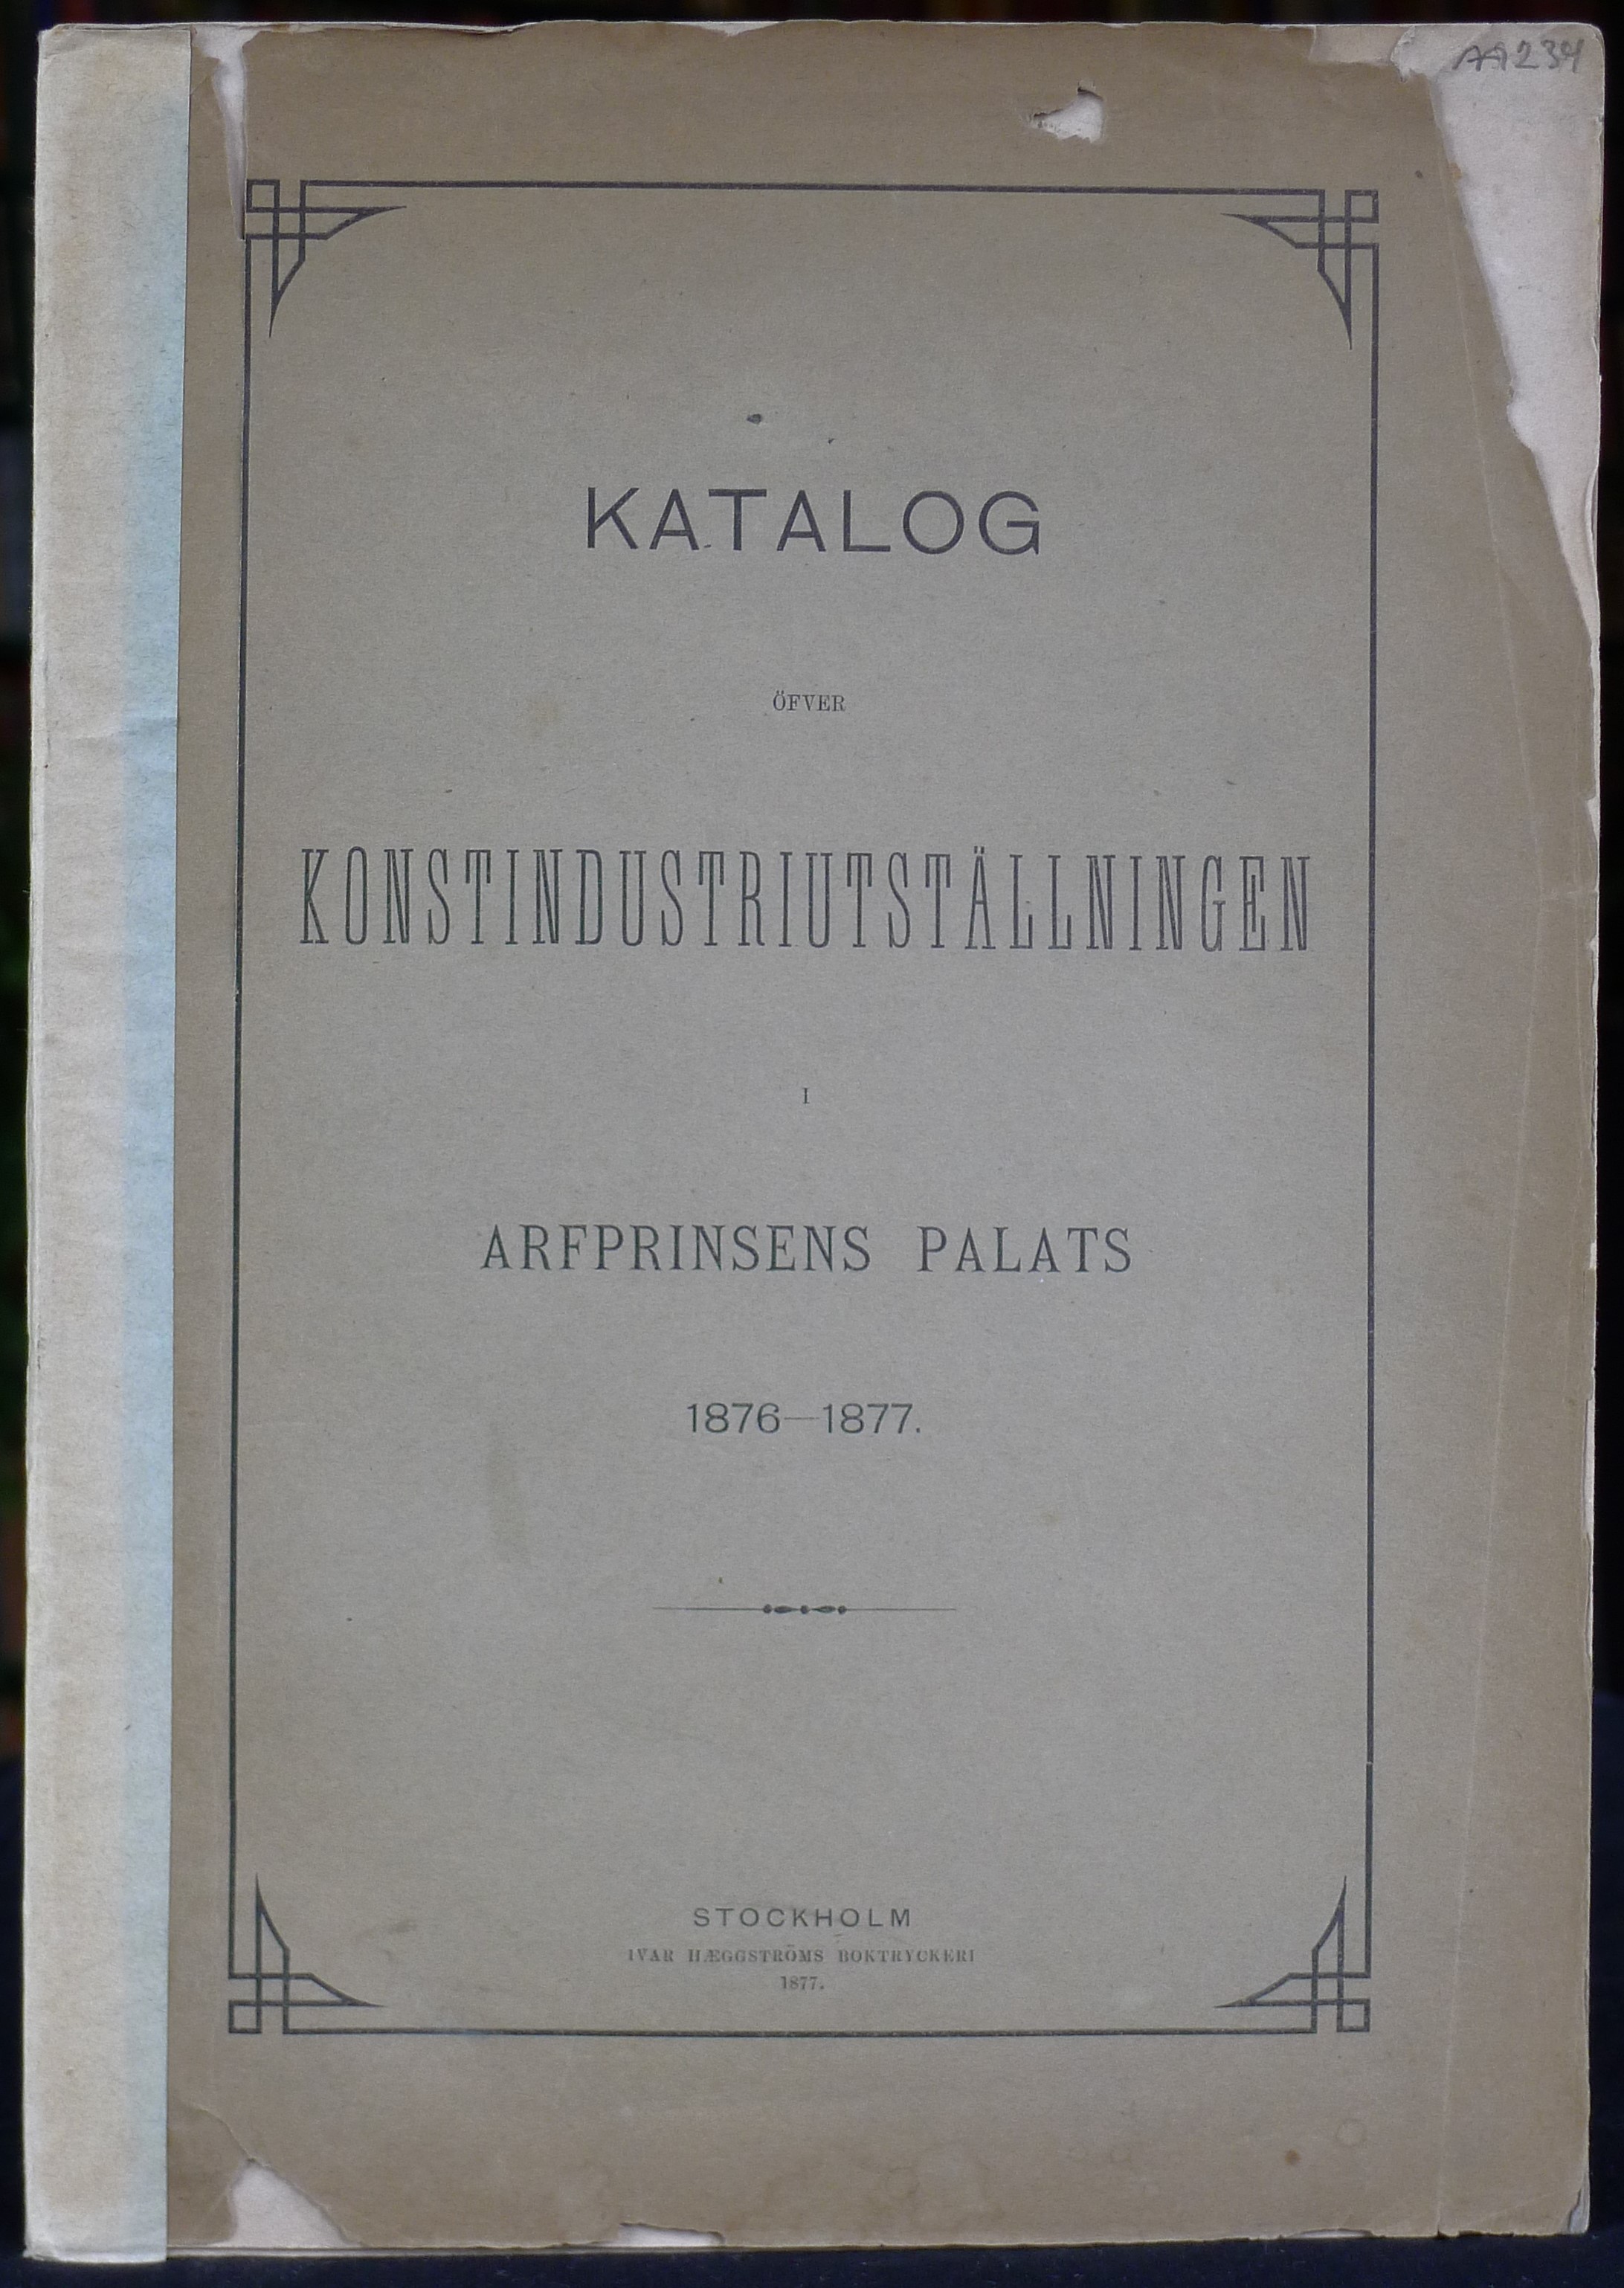 AA234
KATALOG
ÖFVER
KONSTINDUSTRIUTSTÄLLNINGEN
I
ARFPRINSENS PALATS
1876—1877.
STOCKHOLM
IVAR HÆGGSTRÖMS BOKTRYCKERI
1877.